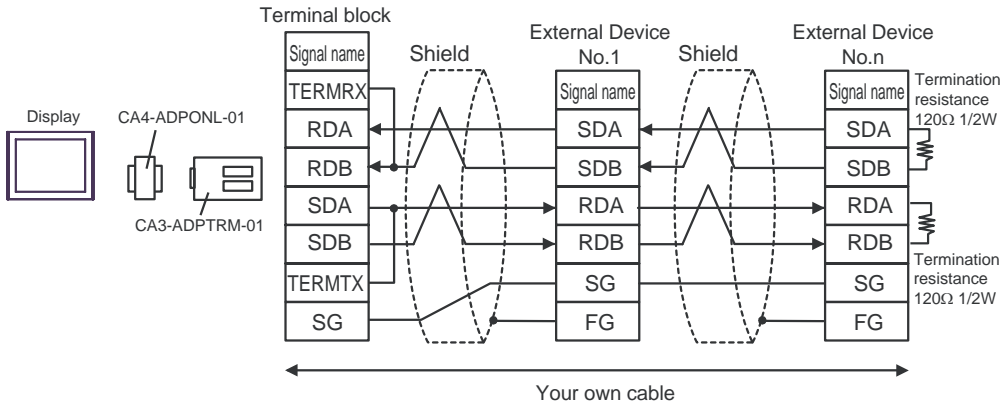 Display
CA4-ADPONL-01
CA3-ADPTRM-01
Terminal block
Signal name
TERMRX
RDA
RDB
SDA
SDB
TERMTX
SG
Shield
External Device
No.1
Signal name
SDA
SDB
RDA
RDB
SG
FG
Shield
External Device
No.n
Signal name
SDA
SDB
RDA
RDB
SG
FG
Termination
resistance
120Ω 1/2W
Termination
resistance
120Ω 1/2W
Your own cable